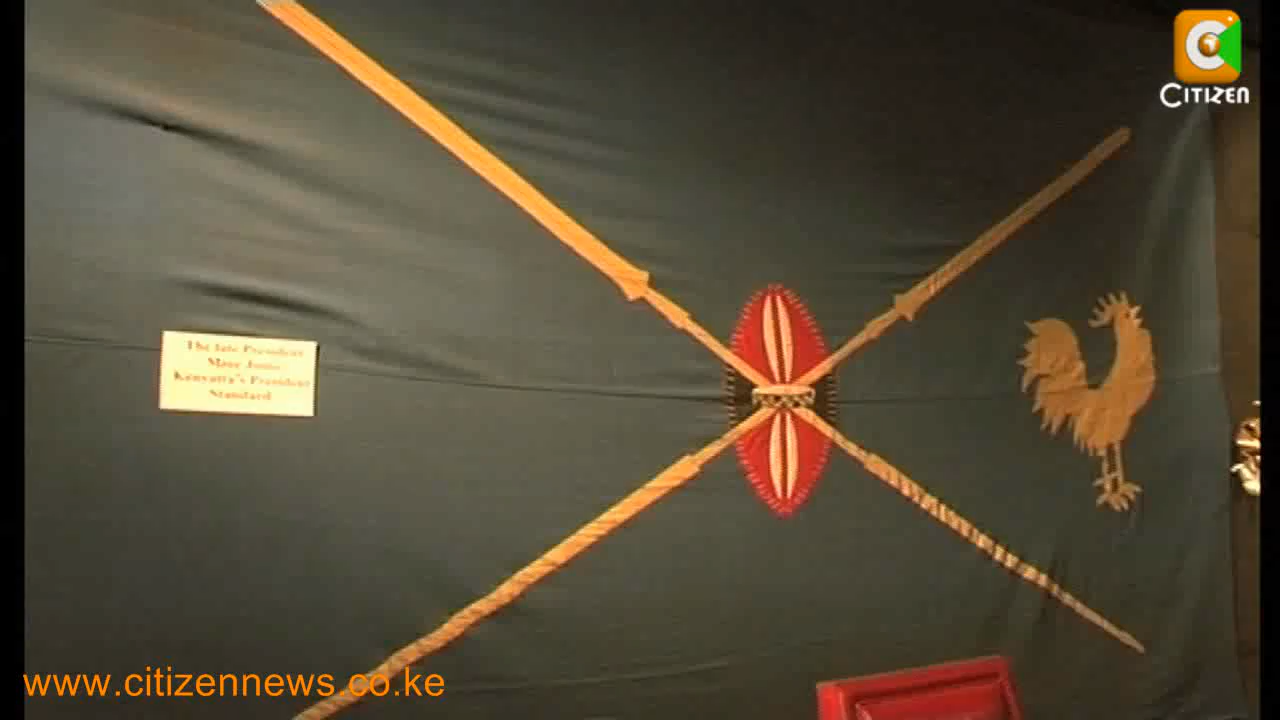 CITIZEN
The late President
Mzee Jomo
Kenyatta's President
Standard
www.citizennews.co.ke